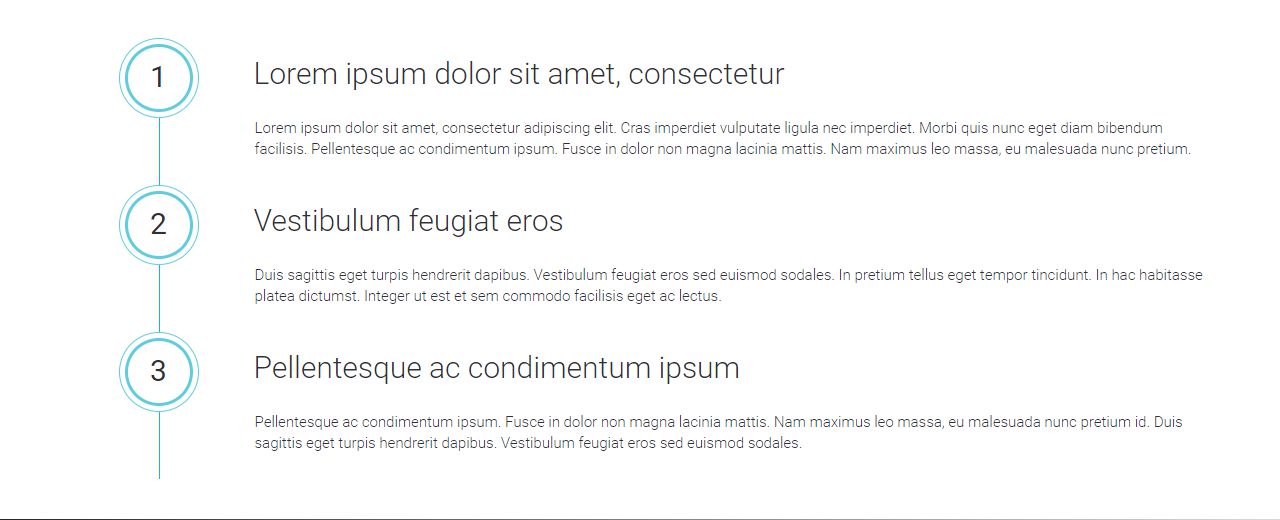 1
Lorem ipsum dolor sit amet, consectetur
Lorem ipsum dolor sit amet, consectetur adipiscing elit. Cras imperdiet vulputate ligula nec imperdiet. Morbi quis nunc eget diam bibendum
facilisis. Pellentesque ac condimentum ipsum. Fusce in dolor non magna lacinia mattis. Nam maximus leo massa, eu malesuada nunc pretium.
2
Vestibulum feugiat eros
Duis sagittis eget turpis hendrerit dapibus. Vestibulum feugiat eros sed euismod sodales. In pretium tellus eget tempor tincidunt. In hac habitasse
platea dictumst. Integer ut est et sem commodo facilisis eget ac lectus.
3
Pellentesque ac condimentum ipsum
Pellentesque ac condimentum ipsum. Fusce in dolor non magna lacinia mattis. Nam maximus leo massa, eu malesuada nunc pretium id. Duis
sagittis eget turpis hendrerit dapibus. Vestibulum feugiat eros sed euismod sodales.